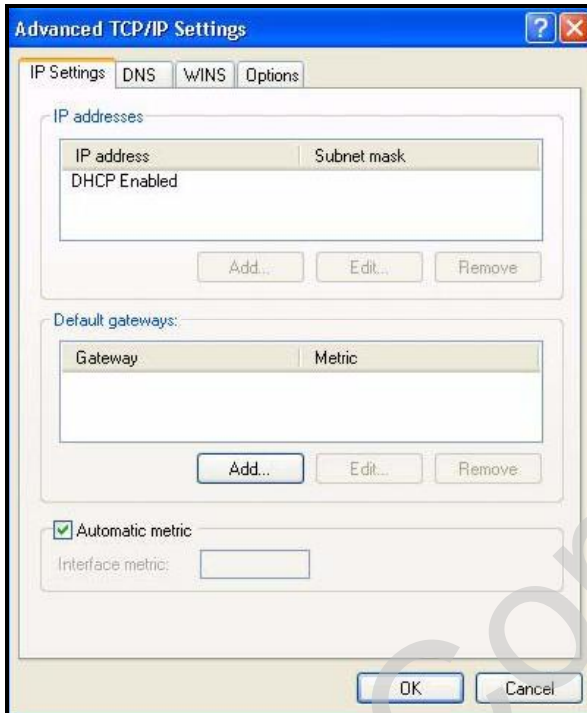 Advanced TCP/IP Settings
IP Settings DNS WINS Options
IP addresses
IP address Subnet mask
DHCP Enabled
Add... Edit... Remove
Default gateways:
Gateway Metric
Add... Edit... Remove
Automatic metric
Interface metric:
OK Cancel